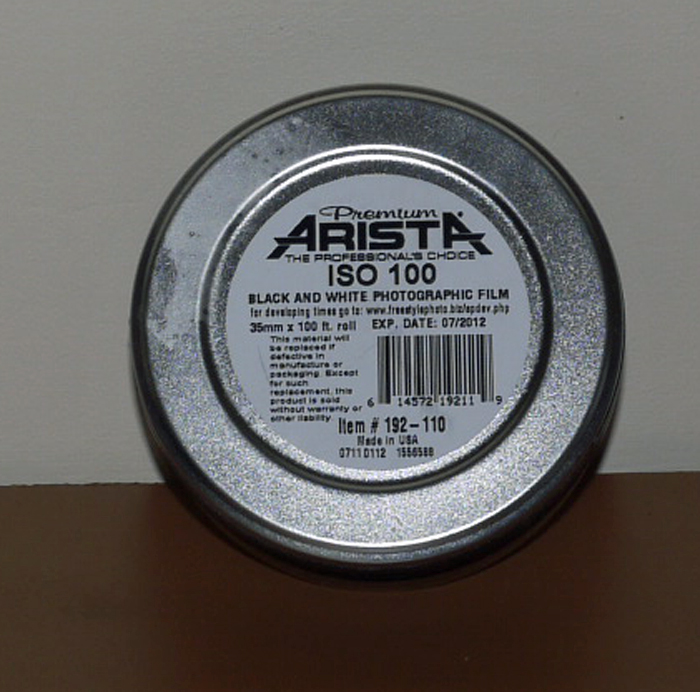 Premium
ARISTA
THE PROFESSIONAL'S CHOICE
ISO 100
BLACK AND WHITE PHOTOGRAPHIC FILM
for developing times go to: www.freestylephoto.biz/epdev.php
35mm x 100 ft. roll EXP. DATE: 07/2012
This material will
be replaced if
defective in
manufacture or
packaging. Except
for such
replacement, this
product is sold
without warranty or
other liability.
6 14572 19211 9
Item # 192-110
Made in USA
07110112 1556588